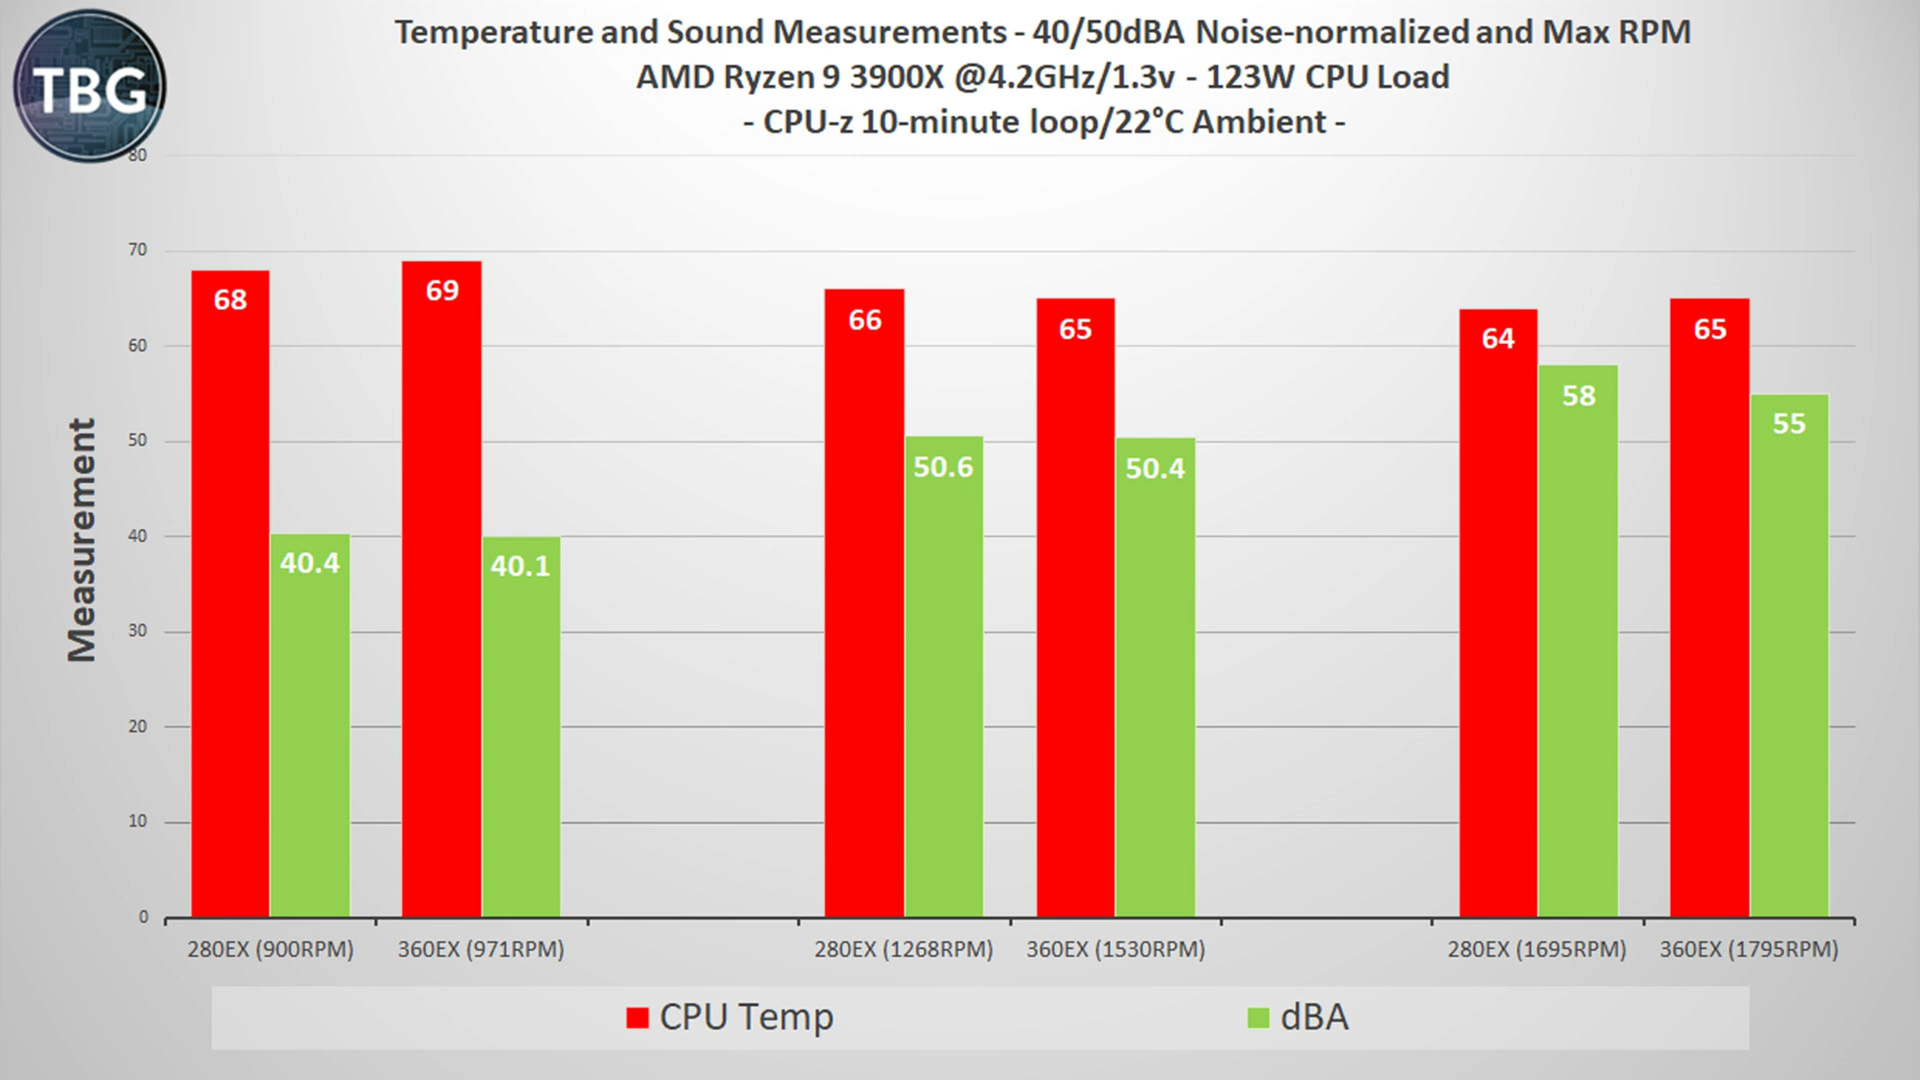 TBG
Temperature and Sound Measurements - 40/50dBA Noise-normalized and Max RPM
AMD Ryzen 9 3900X @4.2GHz/1.3v - 123W CPU Load
- CPU-z 10-minute loop/22°C Ambient -
80
70
60
50
40
30
20
10
0
Measurement
68
40.4
69
40.1
66
50.6
65
50.4
64
58
65
55
280EX (900RPM)
360EX (971RPM)
280EX (1268RPM)
360EX (1530RPM)
280EX (1695RPM)
360EX (1795RPM)
CPU Temp
dBA